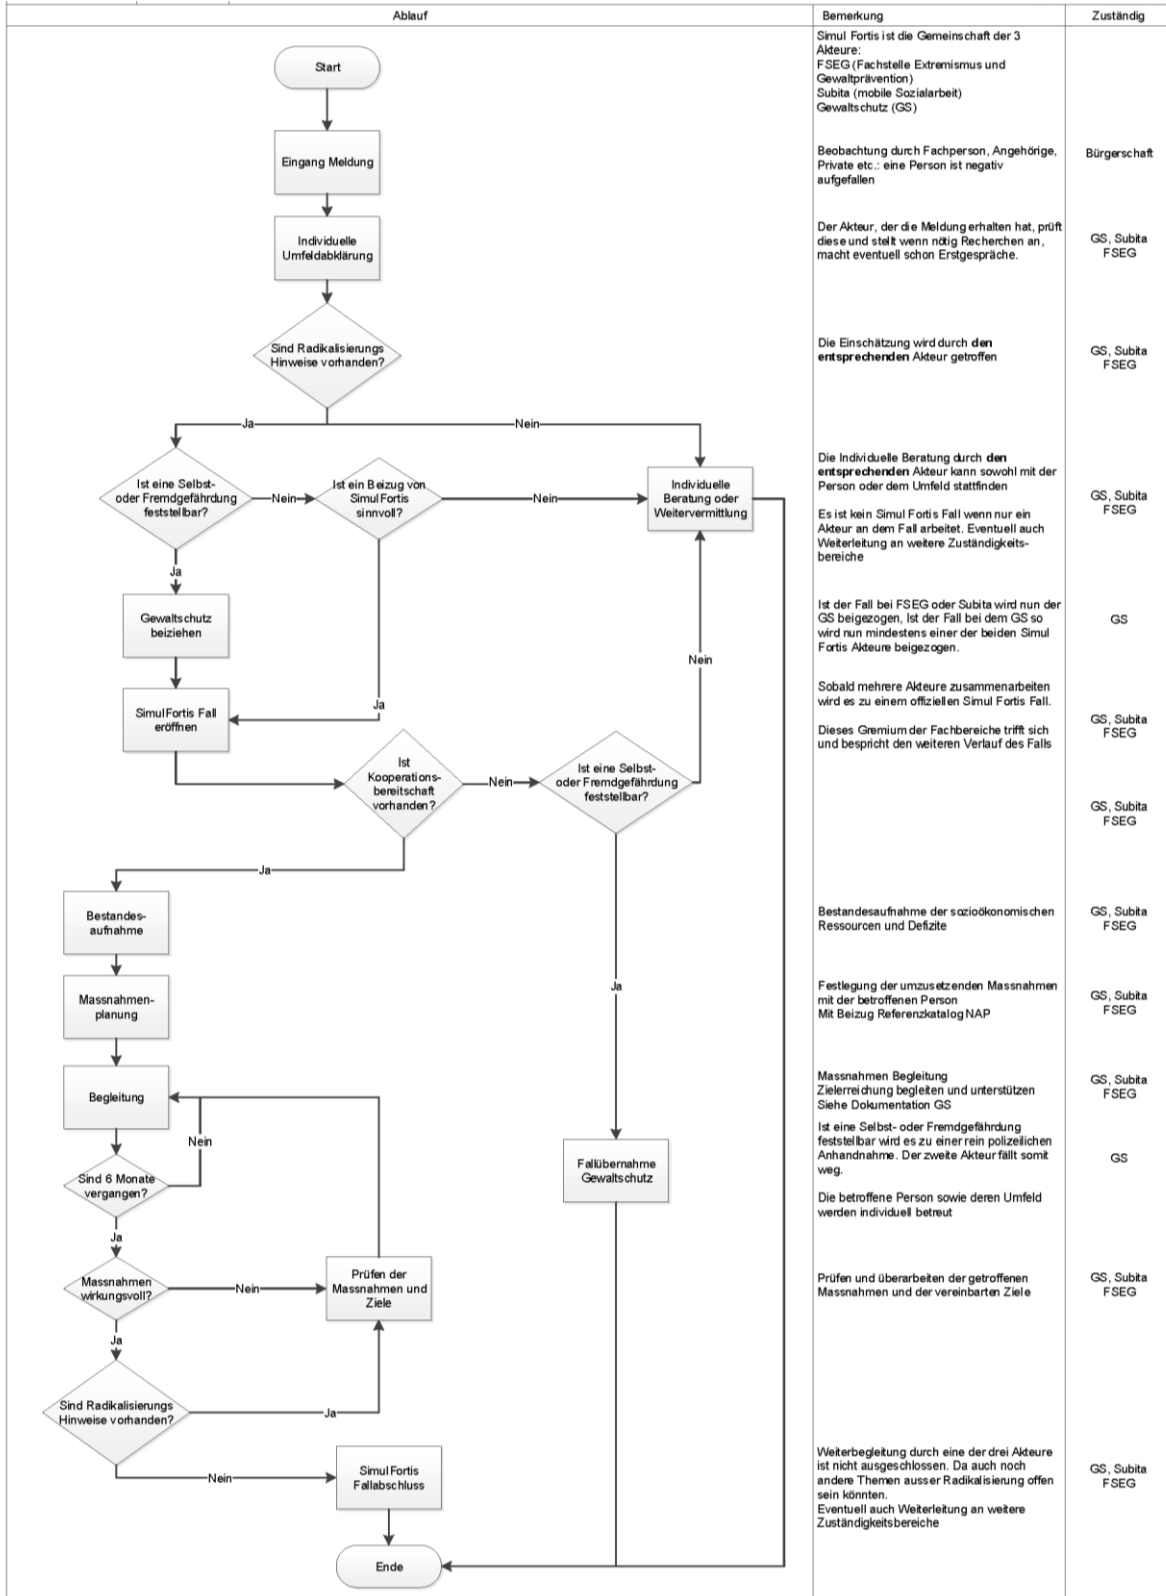 Ablauf
Bemerkung
Zuständig
Start
Simul Fortis ist die Gemeinschaft der 3
Akteure:
FSEG (Fachstelle Extremismus und
Gewaltprävention)
Subita (mobile Sozialarbeit)
Gewaltschutz (GS)
Eingang Meldung
Beobachtung durch Fachperson, Angehörige,
Private etc.: eine Person ist negativ
aufgefallen
Bürgerschaft
Individuelle
Umfeldabklärung
Der Akteur, der die Meldung erhalten hat, prüft
diese und stellt wenn nötig Recherchen an,
macht eventuell schon Erstgespräche.
GS, Subita
FSEG
Sind Radikalisierungs
Hinweise vorhanden?
Die Einschätzung wird durch den
entsprechenden Akteur getroffen
GS, Subita
FSEG
Ja
Nein
Ist eine Selbst-
oder Fremdgefährdung
feststellbar?
Nein
Ist ein Beizug von
Simul Fortis
sinnvoll?
Nein
Individuelle
Beratung oder
Weitervermittlung
Die Individuelle Beratung durch den
entsprechenden Akteur kann sowohl mit der
Person oder dem Umfeld stattfinden
Es ist kein Simul Fortis Fall wenn nur ein
Akteur an dem Fall arbeitet. Eventuell auch
Weiterleitung an weitere Zuständigkeits-
bereiche
GS, Subita
FSEG
Ja
Gewaltschutz
beiziehen
Ist der Fall bei FSEG oder Subita wird nun der
GS beigezogen, Ist der Fall bei dem GS so
wird nun mindestens einer der beiden Simul
Fortis Akteure beigezogen.
GS
Nein
Ja
Simul Fortis Fall
eröffnen
Sobald mehrere Akteure zusammenarbeiten
wird es zu einem offiziellen Simul Fortis Fall.
Dieses Gremium der Fachbereiche trifft sich
und bespricht den weiteren Verlauf des Falls
GS, Subita
FSEG
Ist
Kooperations-
bereitschaft
vorhanden?
Nein
Ist eine Selbst-
oder Fremdgefährdung
feststellbar?
GS, Subita
FSEG
Ja
Bestandes-
aufnahme
Bestandesaufnahme der sozioökonomischen
Ressourcen und Defizite
GS, Subita
FSEG
Ja
Massnahmen-
planung
Festlegung der umzusetzenden Massnahmen
mit der betroffenen Person
Mit Beizug Referenzkatalog NAP
GS, Subita
FSEG
Begleitung
Massnahmen Begleitung
Zielerreichung begleiten und unterstützen
Siehe Dokumentation GS
GS, Subita
FSEG
Nein
Sind 6 Monate
vergangen?
Fallübernahme
Gewaltschutz
Ist eine Selbst- oder Fremdgefährdung
feststellbar wird es zu einer rein polizeilichen
Anhandnahme. Der zweite Akteur fällt somit
weg.
Die betroffene Person sowie deren Umfeld
werden individuell betreut
GS
Ja
Massnahmen
wirkungsvoll?
Nein
Prüfen der
Massnahmen und
Ziele
Prüfen und überarbeiten der getroffenen
Massnahmen und der vereinbarten Ziele
GS, Subita
FSEG
Ja
Sind Radikalisierungs
Hinweise vorhanden?
Ja
Nein
Simul Fortis
Fallabschluss
Weiterbegleitung durch eine der drei Akteure
ist nicht ausgeschlossen. Da auch noch
andere Themen ausser Radikalisierung offen
sein könnten.
Eventuell auch Weiterleitung an weitere
Zuständigkeitsbereiche
GS, Subita
FSEG
Ende